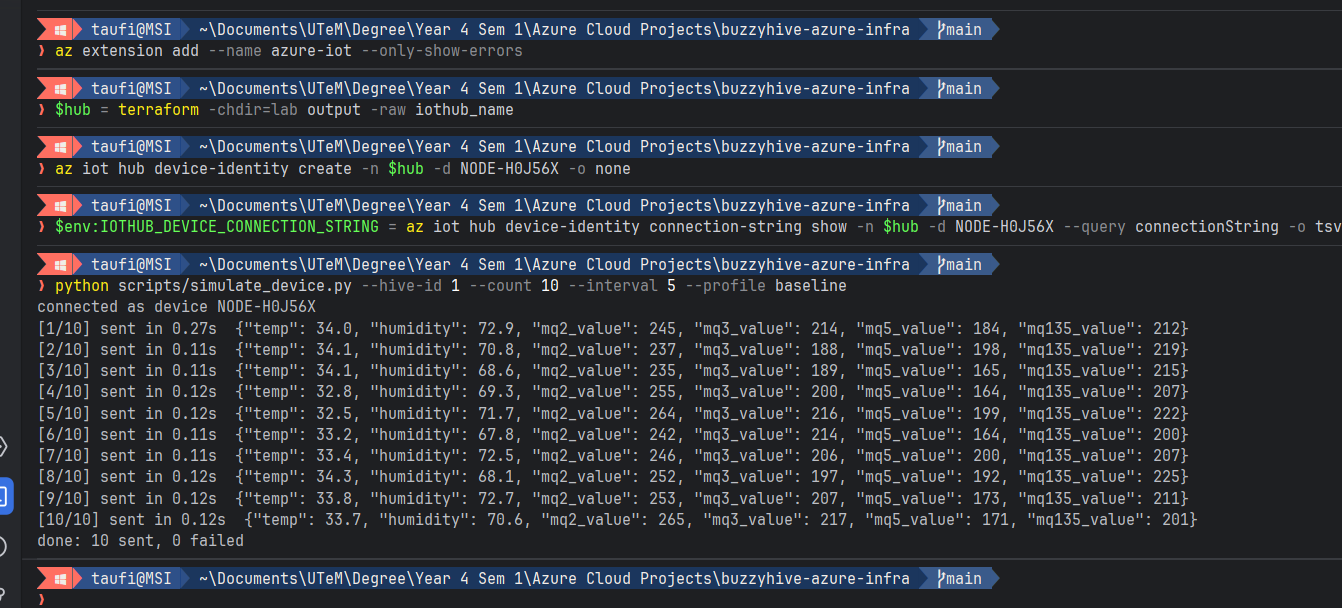 taufi@MSI ~\Documents\UTeM\Degree\Year 4 Sem 1\Azure Cloud Projects\buzzyhive-azure-infra main
❯ az extension add --name azure-iot --only-show-errors
taufi@MSI ~\Documents\UTeM\Degree\Year 4 Sem 1\Azure Cloud Projects\buzzyhive-azure-infra main
❯ $hub = terraform -chdir=lab output -raw iothub_name
taufi@MSI ~\Documents\UTeM\Degree\Year 4 Sem 1\Azure Cloud Projects\buzzyhive-azure-infra main
❯ az iot hub device-identity create -n $hub -d NODE-H0J56X -o none
taufi@MSI ~\Documents\UTeM\Degree\Year 4 Sem 1\Azure Cloud Projects\buzzyhive-azure-infra main
❯ $env:IOTHUB_DEVICE_CONNECTION_STRING = az iot hub device-identity connection-string show -n $hub -d NODE-H0J56X --query connectionString -o tsv
taufi@MSI ~\Documents\UTeM\Degree\Year 4 Sem 1\Azure Cloud Projects\buzzyhive-azure-infra main
❯ python scripts/simulate_device.py --hive-id 1 --count 10 --interval 5 --profile baseline
connected as device NODE-H0J56X
[1/10] sent in 0.27s  {"temp": 34.0, "humidity": 72.9, "mq2_value": 245, "mq3_value": 214, "mq5_value": 184, "mq135_value": 212}
[2/10] sent in 0.11s  {"temp": 34.1, "humidity": 70.8, "mq2_value": 237, "mq3_value": 188, "mq5_value": 198, "mq135_value": 219}
[3/10] sent in 0.11s  {"temp": 34.1, "humidity": 68.6, "mq2_value": 235, "mq3_value": 189, "mq5_value": 165, "mq135_value": 215}
[4/10] sent in 0.12s  {"temp": 32.8, "humidity": 69.3, "mq2_value": 255, "mq3_value": 200, "mq5_value": 164, "mq135_value": 207}
[5/10] sent in 0.12s  {"temp": 32.5, "humidity": 71.7, "mq2_value": 264, "mq3_value": 216, "mq5_value": 199, "mq135_value": 222}
[6/10] sent in 0.11s  {"temp": 33.2, "humidity": 67.8, "mq2_value": 242, "mq3_value": 214, "mq5_value": 164, "mq135_value": 200}
[7/10] sent in 0.11s  {"temp": 33.4, "humidity": 72.5, "mq2_value": 246, "mq3_value": 206, "mq5_value": 200, "mq135_value": 207}
[8/10] sent in 0.12s  {"temp": 34.3, "humidity": 68.1, "mq2_value": 252, "mq3_value": 197, "mq5_value": 192, "mq135_value": 225}
[9/10] sent in 0.12s  {"temp": 33.8, "humidity": 72.7, "mq2_value": 253, "mq3_value": 207, "mq5_value": 173, "mq135_value": 211}
[10/10] sent in 0.12s  {"temp": 33.7, "humidity": 70.6, "mq2_value": 265, "mq3_value": 217, "mq5_value": 171, "mq135_value": 201}
done: 10 sent, 0 failed
taufi@MSI ~\Documents\UTeM\Degree\Year 4 Sem 1\Azure Cloud Projects\buzzyhive-azure-infra main
❯